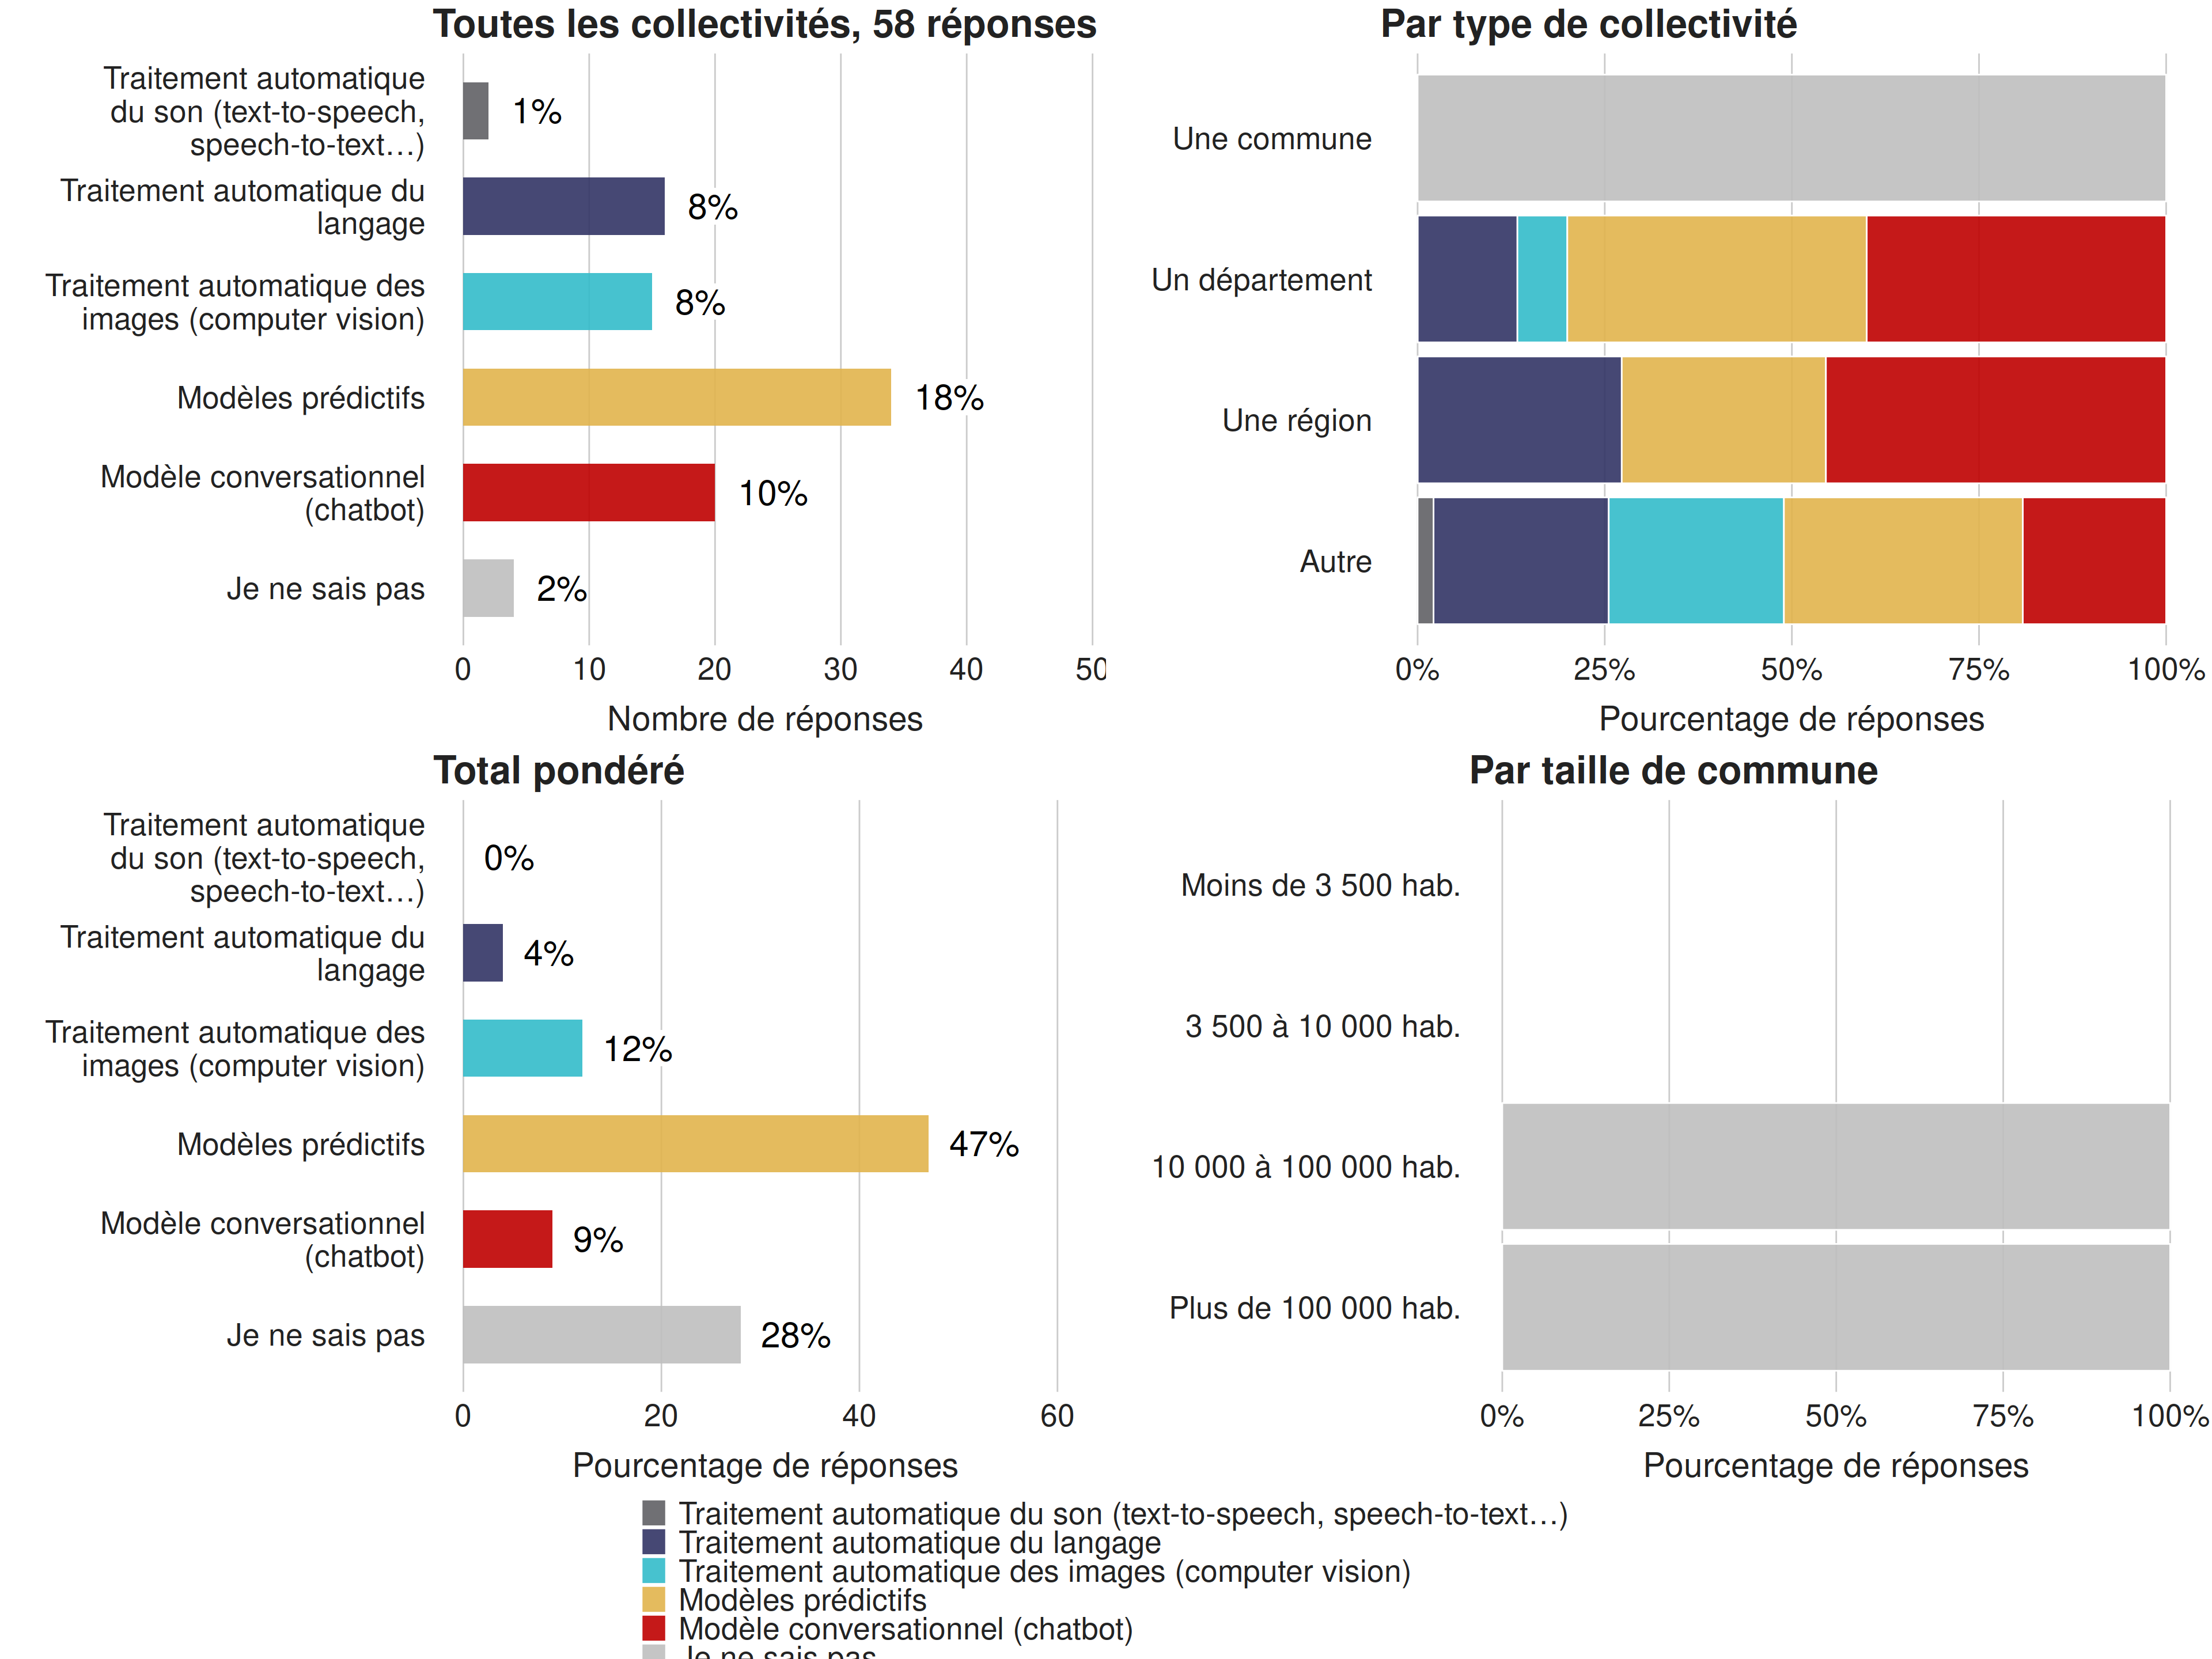 Toutes les collectivités, 58 réponses
Traitement automatique
du son (text-to-speech,
speech-to-text…)
1%
Traitement automatique du
langage
8%
Traitement automatique des
images (computer vision)
8%
Modèles prédictifs
18%
Modèle conversationnel
(chatbot)
10%
Je ne sais pas
2%
0 10 20 30 40 50
Nombre de réponses
Par type de collectivité
Une commune
Un département
Une région
Autre
0% 25% 50% 75% 100%
Pourcentage de réponses
Total pondéré
Traitement automatique
du son (text-to-speech,
speech-to-text…)
0%
Traitement automatique du
langage
4%
Traitement automatique des
images (computer vision)
12%
Modèles prédictifs
47%
Modèle conversationnel
(chatbot)
9%
Je ne sais pas
28%
0 20 40 60
Pourcentage de réponses
Par taille de commune
Moins de 3 500 hab.
3 500 à 10 000 hab.
10 000 à 100 000 hab.
Plus de 100 000 hab.
0% 25% 50% 75% 100%
Pourcentage de réponses
Traitement automatique du son (text-to-speech, speech-to-text…)
Traitement automatique du langage
Traitement automatique des images (computer vision)
Modèles prédictifs
Modèle conversationnel (chatbot)
Je ne sais pas